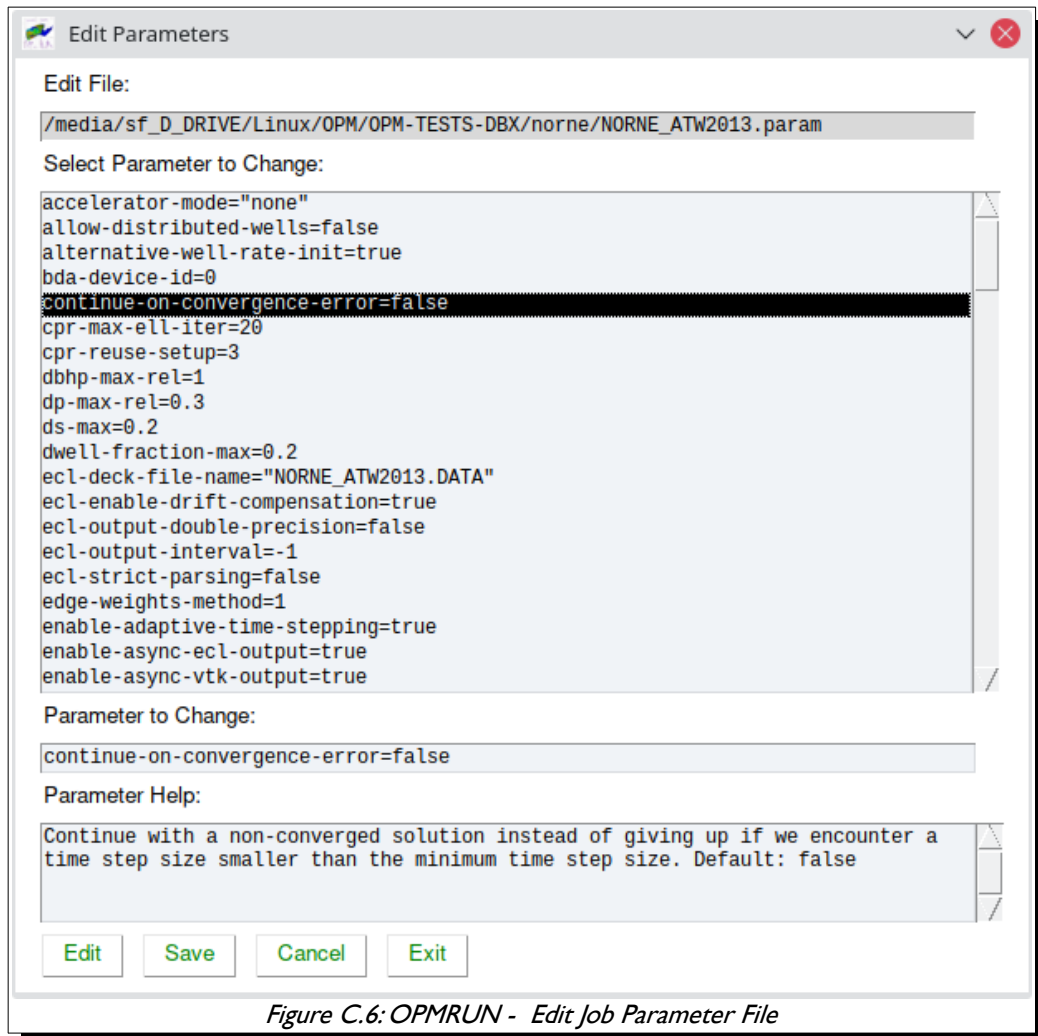 Edit Parameters
Edit File:
/media/sf_D_DRIVE/Linux/OPM/OPM-TESTS-DBX/norne/NORNE_ATW2013.param
Select Parameter to Change:
accelerator-mode="none"
allow-distributed-wells=false
alternative-well-rate-init=true
bda-device-id=0
continue-on-convergence-error=false
cpr-max-ell-iter=20
cpr-reuse-setup=3
dbhp-max-rel=1
dp-max-rel=0.3
ds-max=0.2
dwell-fraction-max=0.2
ecl-deck-file-name="NORNE_ATW2013.DATA"
ecl-enable-drift-compensation=true
ecl-output-double-precision=false
ecl-output-interval=-1
ecl-strict-parsing=false
edge-weights-method=1
enable-adaptive-time-stepping=true
enable-async-ecl-output=true
enable-async-vtk-output=true
Parameter to Change:
continue-on-convergence-error=false
Parameter Help:
Continue with a non-converged solution instead of giving up if we encounter a
time step size smaller than the minimum time step size. Default: false
Edit Save Cancel Exit
Figure C.6: OPMRUN - Edit Job Parameter File